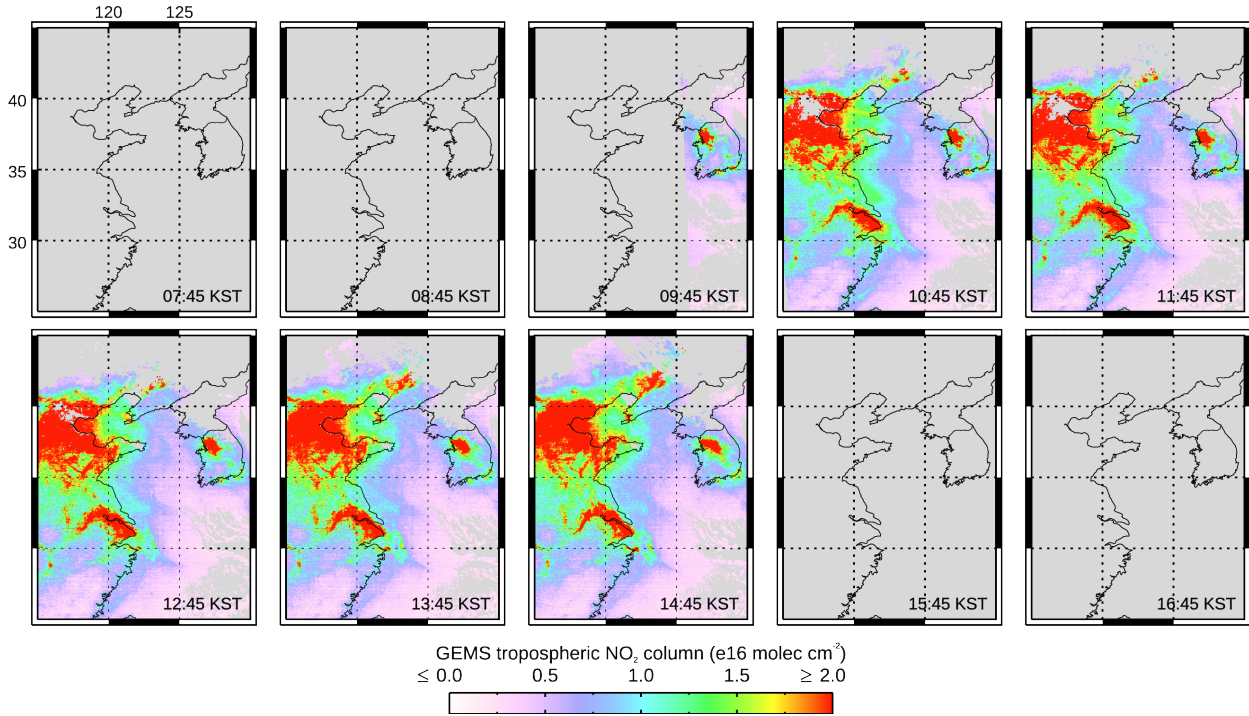 120 125
40
35
30
07:45 KST 08:45 KST 09:45 KST 10:45 KST 11:45 KST
12:45 KST 13:45 KST 14:45 KST 15:45 KST 16:45 KST
GEMS tropospheric NO₂ column (e16 molec cm⁻²)
≤ 0.0 0.5 1.0 1.5 ≥ 2.0